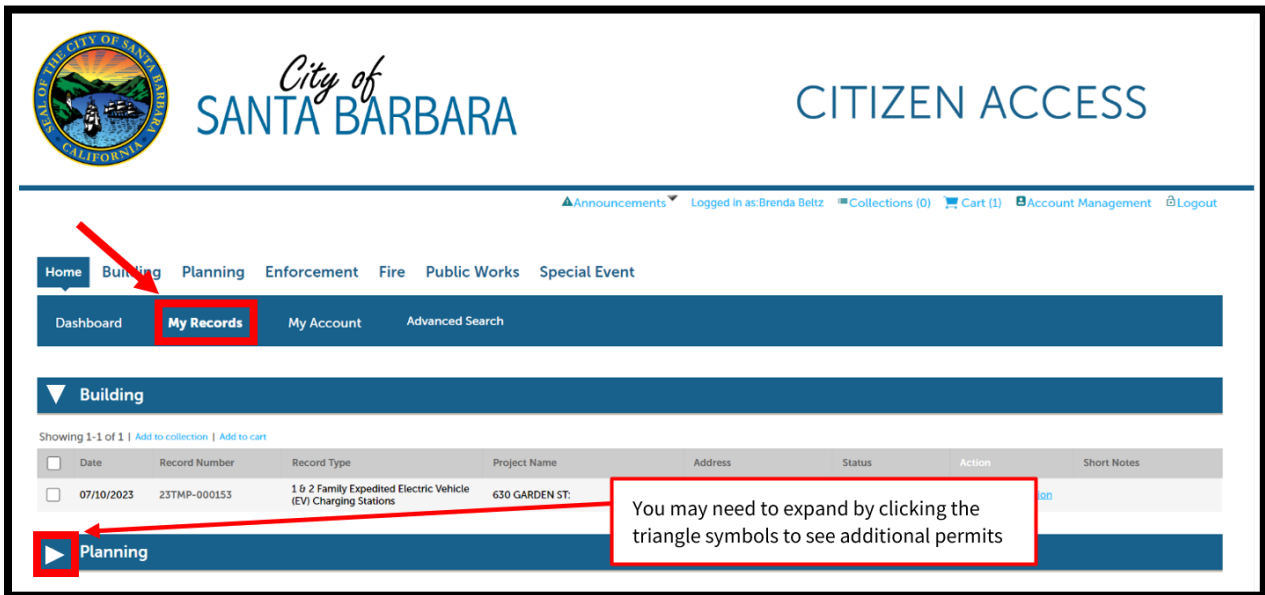 SEAL OF THE CITY OF SANTA BARBARA
CALIFORNIA
City of
SANTA BARBARA
CITIZEN ACCESS
Announcements Logged in as:Brenda Beltz Collections (0) Cart (1) Account Management Logout
Home Building Planning Enforcement Fire Public Works Special Event
Dashboard My Records My Account Advanced Search
Building
Showing 1-1 of 1 | Add to collection | Add to cart
Date Record Number Record Type Project Name Address Status Action Short Notes
07/10/2023 23TMP-000153 1 & 2 Family Expedited Electric Vehicle
(EV) Charging Stations 630 GARDEN ST:
You may need to expand by clicking the
triangle symbols to see additional permits
Planning